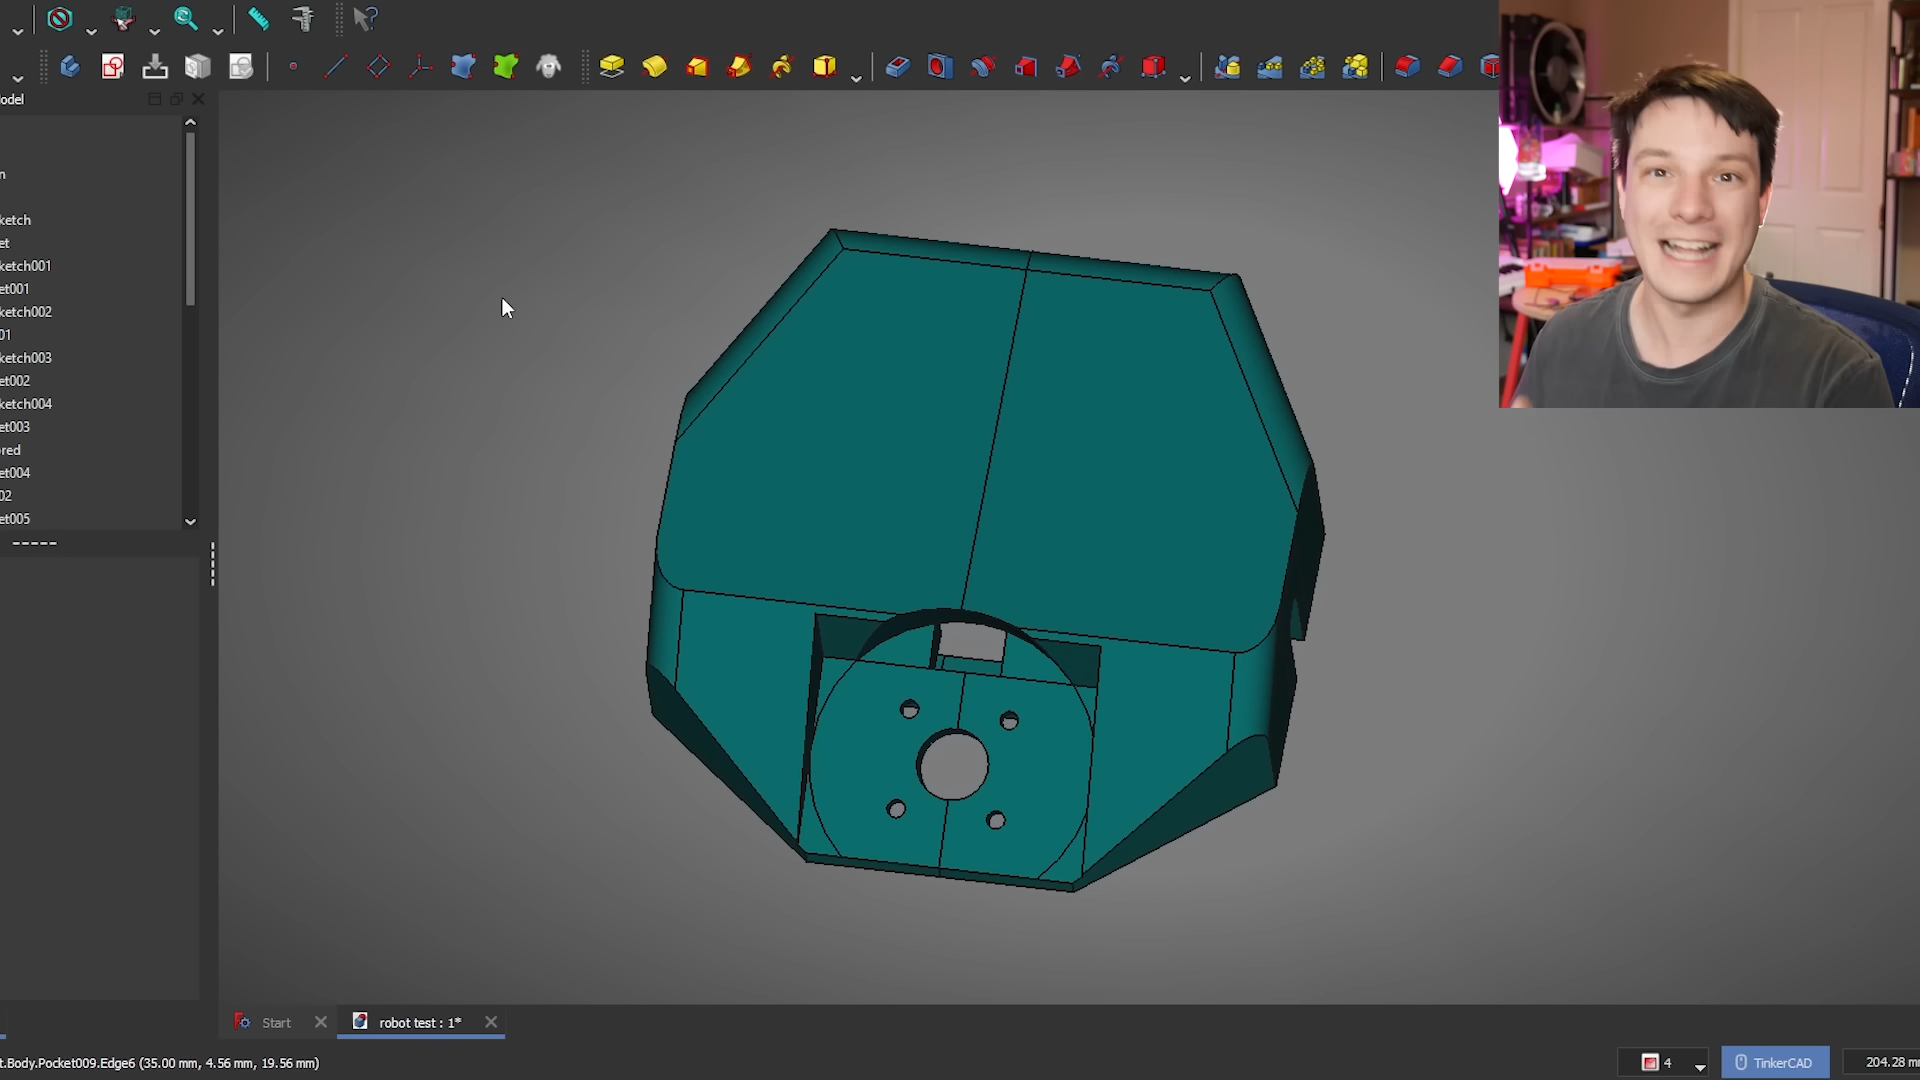 odel
n
ketch
et
ketch001
et001
ketch002
01
ketch003
et002
ketch004
et003
ored
et004
02
et005
Start
robot test : 1*
t.Body.Pocket009.Edge6 (35.00 mm, 4.56 mm, 19.56 mm)
4
TinkerCAD
204.28 m